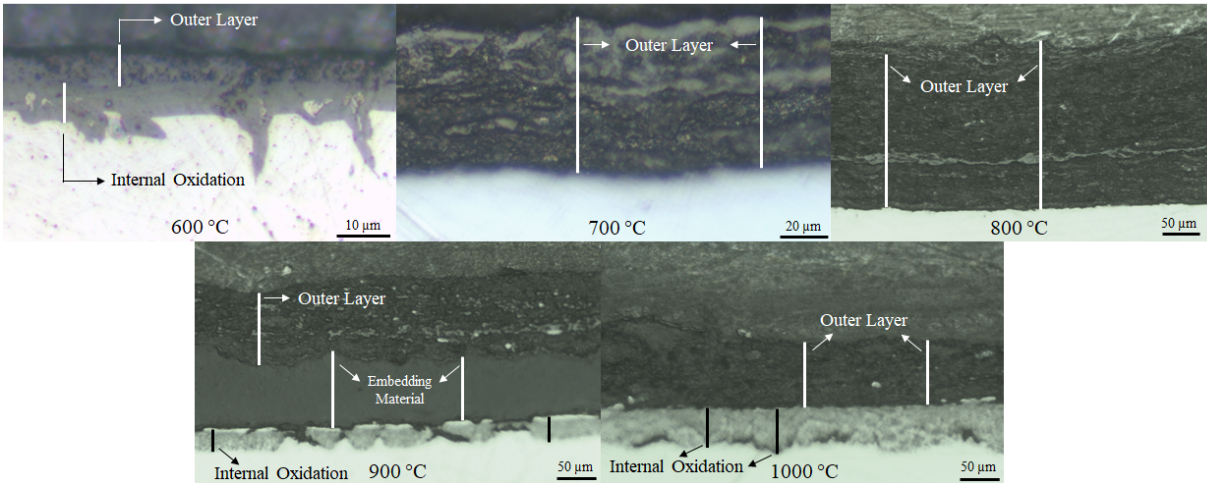 Outer Layer
Internal Oxidation
600 °C
10 µm
Outer Layer
700 °C
20 µm
Outer Layer
800 °C
50 µm
Outer Layer
Embedding
Material
Internal Oxidation
900 °C
50 µm
Outer Layer
Internal Oxidation
1000 °C
50 µm